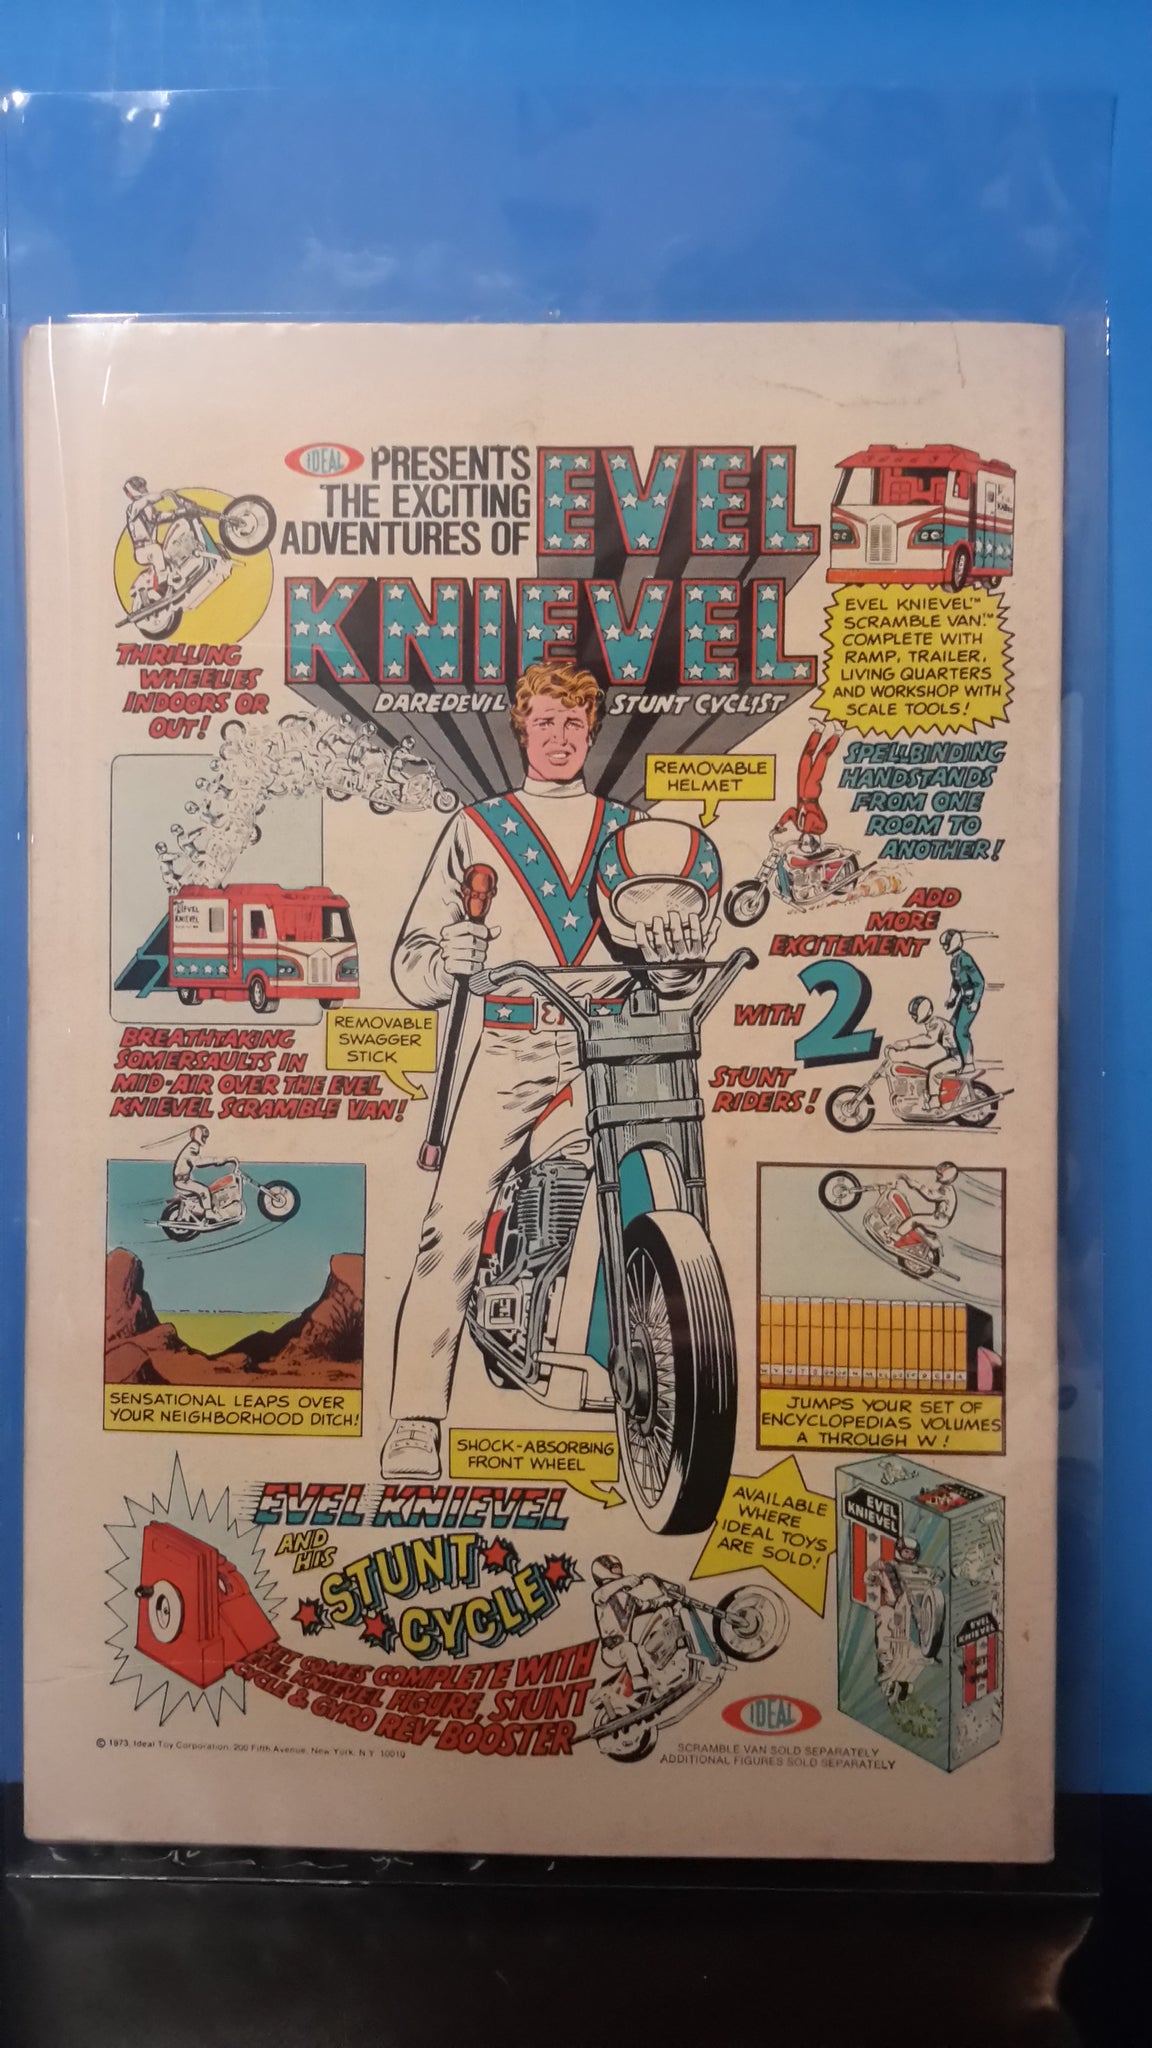 IDEAL PRESENTS
THE EXCITING
ADVENTURES OF
EVEL
KNIEVEL
DAREDEVIL STUNT CYCLIST
THRILLING
WHEELIES
INDOORS OR
OUT!
EVEL KNIEVEL™
SCRAMBLE VAN.™
COMPLETE WITH
RAMP, TRAILER,
LIVING QUARTERS
AND WORKSHOP WITH
SCALE TOOLS!
REMOVABLE
HELMET
SPELLBINDING
HANDSTANDS
FROM ONE
ROOM TO
ANOTHER!
EVEL
KNIEVEL
ADD
MORE
EXCITEMENT
WITH 2
STUNT
RIDERS!
REMOVABLE
SWAGGER
STICK
BREATHTAKING
SOMERSAULTS IN
MID-AIR OVER THE EVEL
KNIEVEL SCRAMBLE VAN!
SENSATIONAL LEAPS OVER
YOUR NEIGHBORHOOD DITCH!
JUMPS YOUR SET OF
ENCYCLOPEDIAS VOLUMES
A THROUGH W!
SHOCK-ABSORBING
FRONT WHEEL
AVAILABLE
WHERE
IDEAL TOYS
ARE SOLD!
EVEL KNIEVEL
AND
HIS
STUNT
CYCLE
SET COMES COMPLETE WITH
EVEL KNIEVEL FIGURE, STUNT
CYCLE & GYRO REV-BOOSTER
EVEL
KNIEVEL
EVEL
KNIEVEL
IDEAL
© 1973, Ideal Toy Corporation, 200 Fifth Avenue, New York, N.Y. 10010
SCRAMBLE VAN SOLD SEPARATELY
ADDITIONAL FIGURES SOLD SEPARATELY